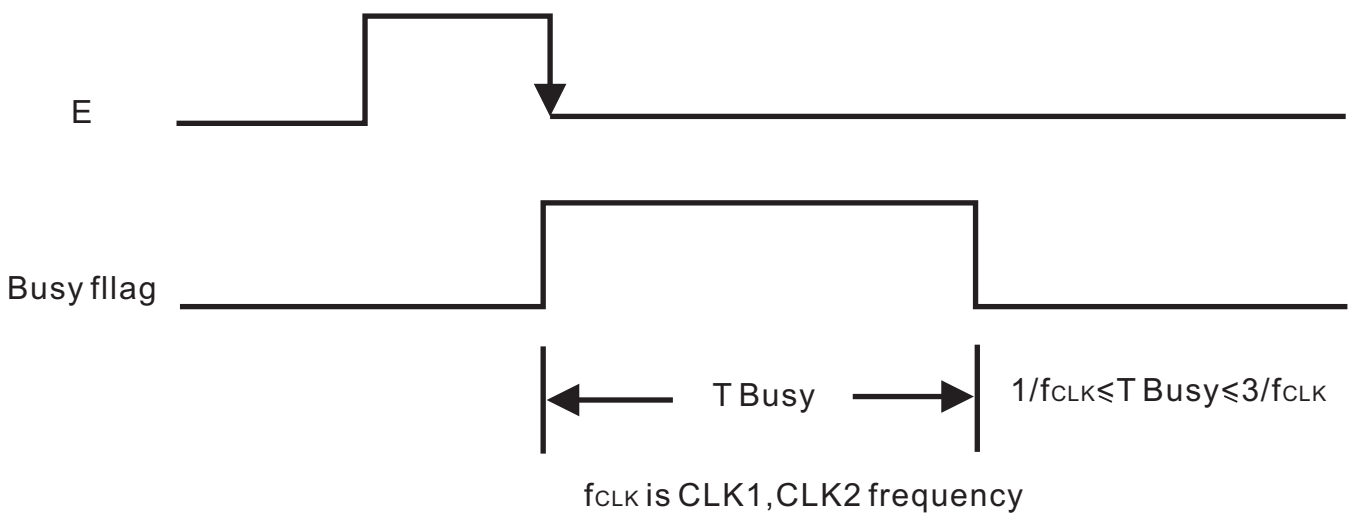 E
Busy fllag
T Busy
1/fCLK⩽T Busy⩽3/fCLK
fCLK is CLK1,CLK2 frequency